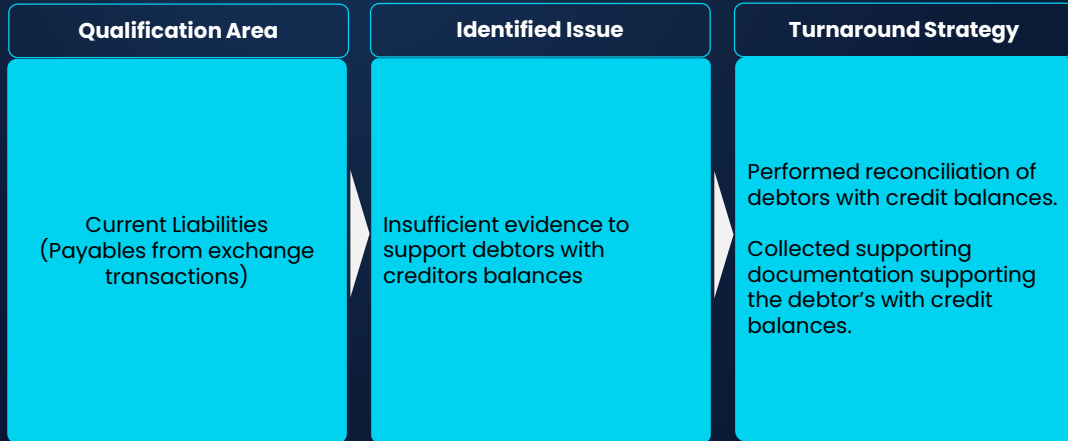 Qualification Area
Identified Issue
Turnaround Strategy
Current Liabilities
(Payables from exchange
transactions)
Insufficient evidence to
support debtors with
creditors balances
Performed reconciliation of
debtors with credit balances.
Collected supporting
documentation supporting
the debtor’s with credit
balances.